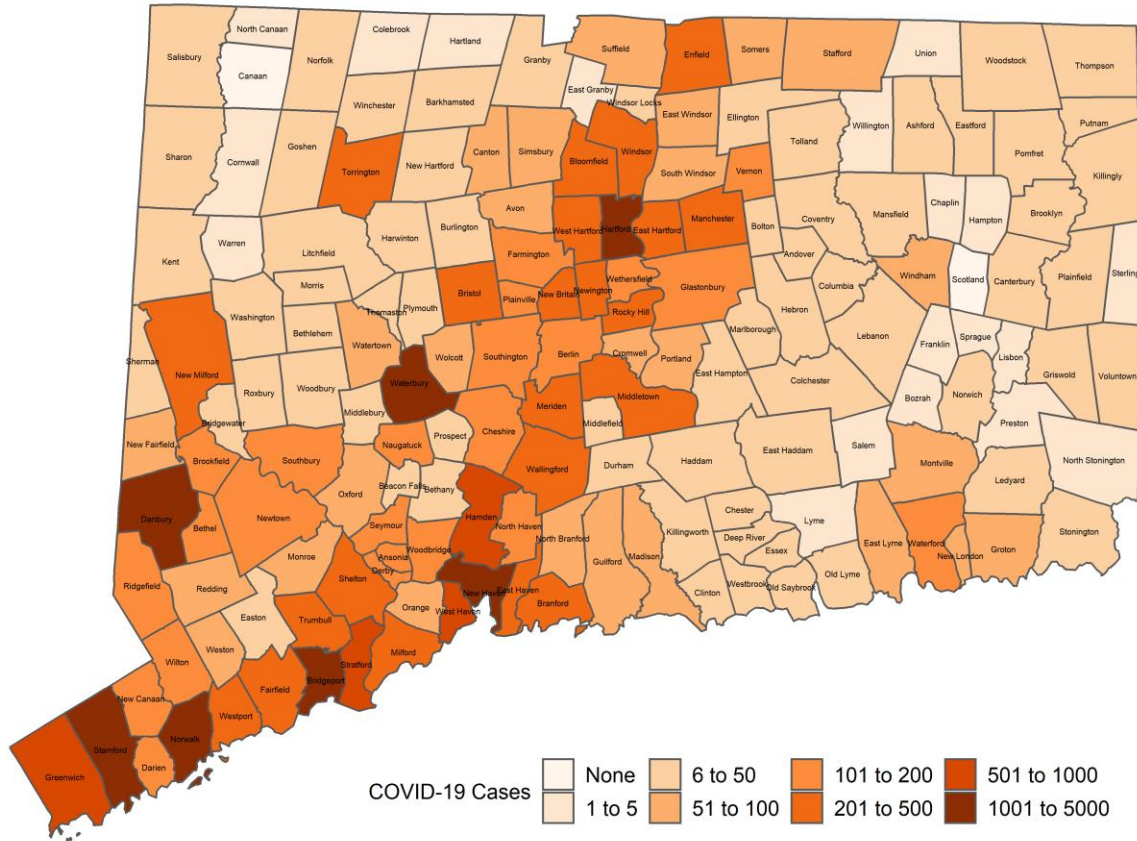 North Canaan
Colebrook
Hartland
Salisbury
Norfolk
Canaan
Granby
Suffield
Enfield
Somers
Stafford
Union
Woodstock
Thompson
East Granby
Windsor Locks
Winchester
Barkhamsted
East Windsor
Ellington
Willington
Ashford
Eastford
Putnam
Sharon
Cornwall
Goshen
Torrington
New Hartford
Canton
Simsbury
Bloomfield
Windsor
South Windsor
Vernon
Tolland
Pomfret
Killingly
Kent
Warren
Litchfield
Harwinton
Burlington
Avon
West Hartford
Hartford
East Hartford
Manchester
Bolton
Coventry
Mansfield
Chaplin
Hampton
Brooklyn
Farmington
Andover
Morris
Thomaston
Plymouth
Bristol
Plainville
New Britain
Newington
Wethersfield
Glastonbury
Hebron
Columbia
Windham
Scotland
Canterbury
Plainfield
Sterling
Washington
Bethlehem
Watertown
Rocky Hill
Marlborough
Lebanon
Franklin
Sprague
Lisbon
Sherman
New Milford
Roxbury
Woodbury
Waterbury
Wolcott
Southington
Berlin
Cromwell
Portland
East Hampton
Colchester
Griswold
Voluntown
Bridgewater
Middlebury
Meriden
Middletown
Bozrah
Norwich
Preston
New Fairfield
Brookfield
Southbury
Naugatuck
Prospect
Cheshire
Middlefield
Wallingford
Durham
Haddam
East Haddam
Salem
Montville
North Stonington
Danbury
Bethel
Newtown
Oxford
Beacon Falls
Bethany
Ledyard
Hamden
North Haven
Seymour
Woodbridge
Ansonia
Derby
North Branford
Guilford
Madison
Killingworth
Chester
Deep River
Essex
Lyme
East Lyme
Waterford
New London
Groton
Stonington
Ridgefield
Redding
Monroe
Shelton
Orange
New Haven
East Haven
West Haven
Branford
Clinton
Westbrook
Old Saybrook
Old Lyme
Easton
Trumbull
Wilton
Weston
Milford
Stratford
Bridgeport
Fairfield
Westport
New Canaan
Norwalk
Darien
Stamford
Greenwich
COVID-19 Cases
None
6 to 50
101 to 200
501 to 1000
1 to 5
51 to 100
201 to 500
1001 to 5000